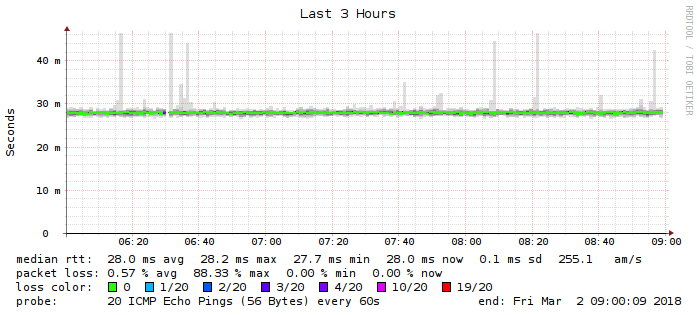 Last 3 Hours
RRDTOOL / TOBI OETIKER
Seconds
40 m
30 m
20 m
10 m
0
06:20 06:40 07:00 07:20 07:40 08:00 08:20 08:40 09:00
median rtt: 28.0 ms avg 28.2 ms max 27.7 ms min 28.0 ms now 0.1 ms sd 255.1 am/s
packet loss: 0.57 % avg 88.33 % max 0.00 % min 0.00 % now
loss color: 0 1/20 2/20 3/20 4/20 10/20 19/20
probe: 20 ICMP Echo Pings (56 Bytes) every 60s end: Fri Mar 2 09:00:09 2018